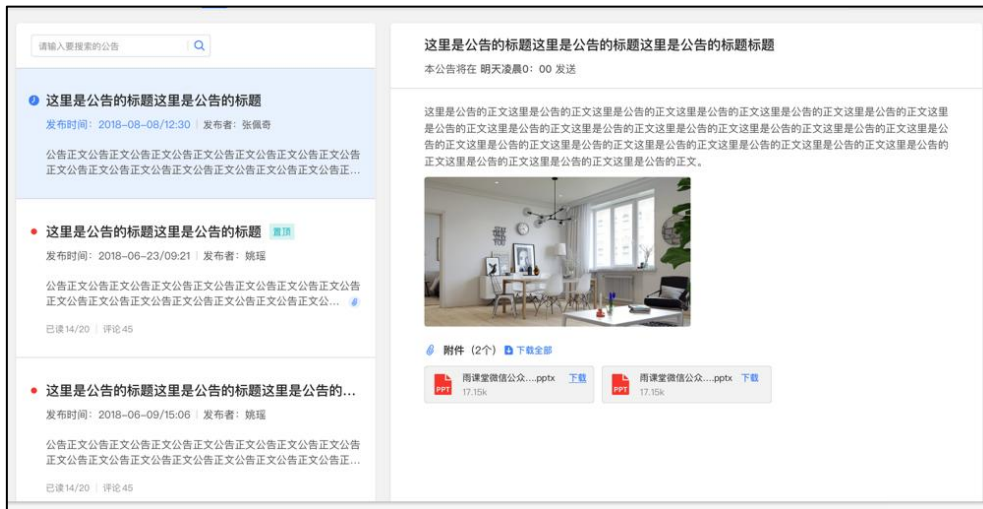 请输入要搜索的公告
这里是公告的标题这里是公告的标题
发布时间：2018-08-08/12:30 | 发布者：张佩奇
公告正文公告正文公告正文公告正文公告正文公告正文公告正文公告
正文公告正文公告正文公告正文公告正文公告正文公告正文公告正...
这里是公告的标题这里是公告的标题 置顶
发布时间：2018-06-23/09:21 | 发布者：姚瑶
公告正文公告正文公告正文公告正文公告正文公告正文公告正文公告
正文公告正文公告正文公告正文公告正文公告正文公告正文公...
已读14/20 | 评论45
这里是公告的标题这里是公告的标题这里是公告的...
发布时间：2018-06-09/15:06 | 发布者：姚瑶
公告正文公告正文公告正文公告正文公告正文公告正文公告正文公告
正文公告正文公告正文公告正文公告正文公告正文公告正文公告正...
已读14/20 | 评论45
这里是公告的标题这里是公告的标题这里是公告的标题标题
本公告将在 明天凌晨0：00 发送
这里是公告的正文这里是公告的正文这里是公告的正文这里是公告的正文这里是公告的正文这里是公告的正文这里
是公告的正文这里是公告的正文这里是公告的正文这里是公告的正文这里是公告的正文这里是公告的正文这里是公
告的正文这里是公告的正文这里是公告的正文这里是公告的正文这里是公告的正文这里是公告的正文这里是公告的
正文这里是公告的正文这里是公告的正文这里是公告的正文。
附件（2个） 下载全部
PPT 雨课堂微信公众....pptx 下载
17.15k
PPT 雨课堂微信公众....pptx 下载
17.15k